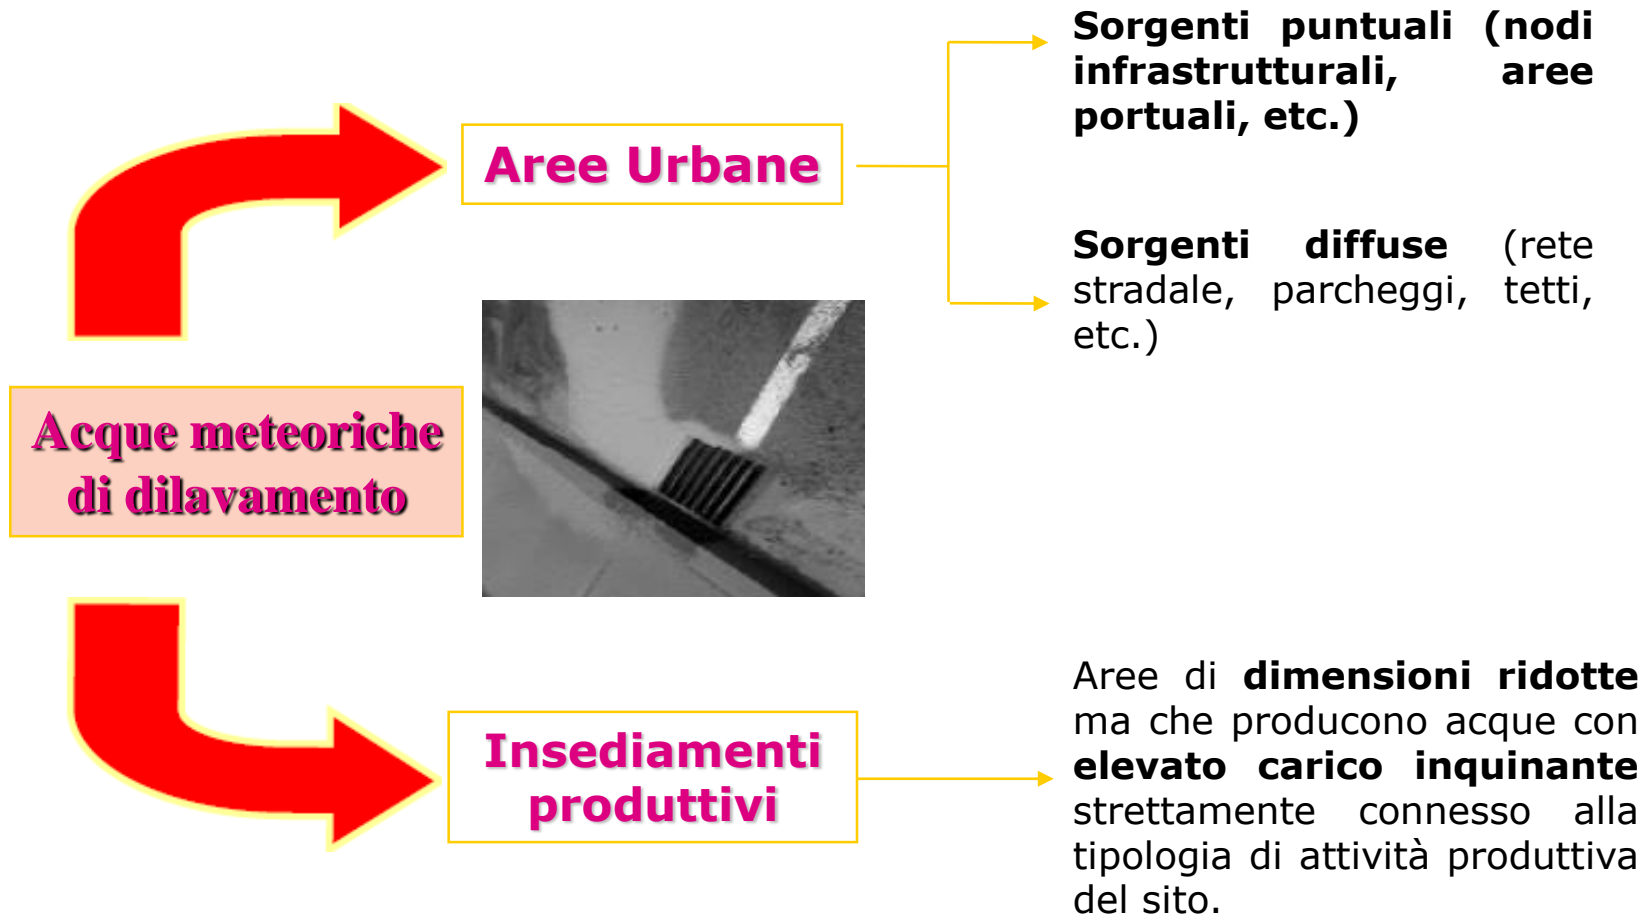 Sorgenti puntuali (nodi
infrastrutturali, aree
portuali, etc.)
Aree Urbane
Sorgenti diffuse (rete
stradale, parcheggi, tetti,
etc.)
Acque meteoriche
di dilavamento
Insediamenti
produttivi
Aree di dimensioni ridotte
ma che producono acque con
elevato carico inquinante
strettamente connesso alla
tipologia di attività produttiva
del sito.